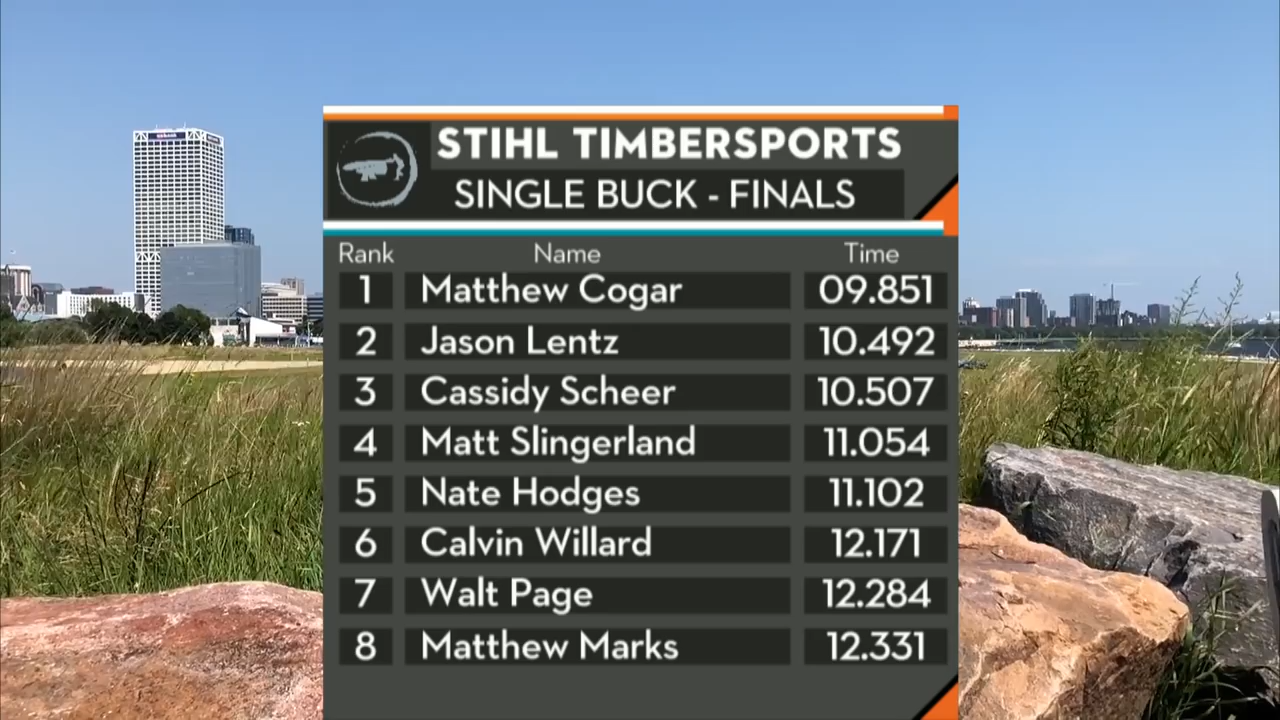 STIHL TIMBERSPORTS
SINGLE BUCK - FINALS
Rank Name Time
1 Matthew Cogar 09.851
2 Jason Lentz 10.492
3 Cassidy Scheer 10.507
4 Matt Slingerland 11.054
5 Nate Hodges 11.102
6 Calvin Willard 12.171
7 Walt Page 12.284
8 Matthew Marks 12.331